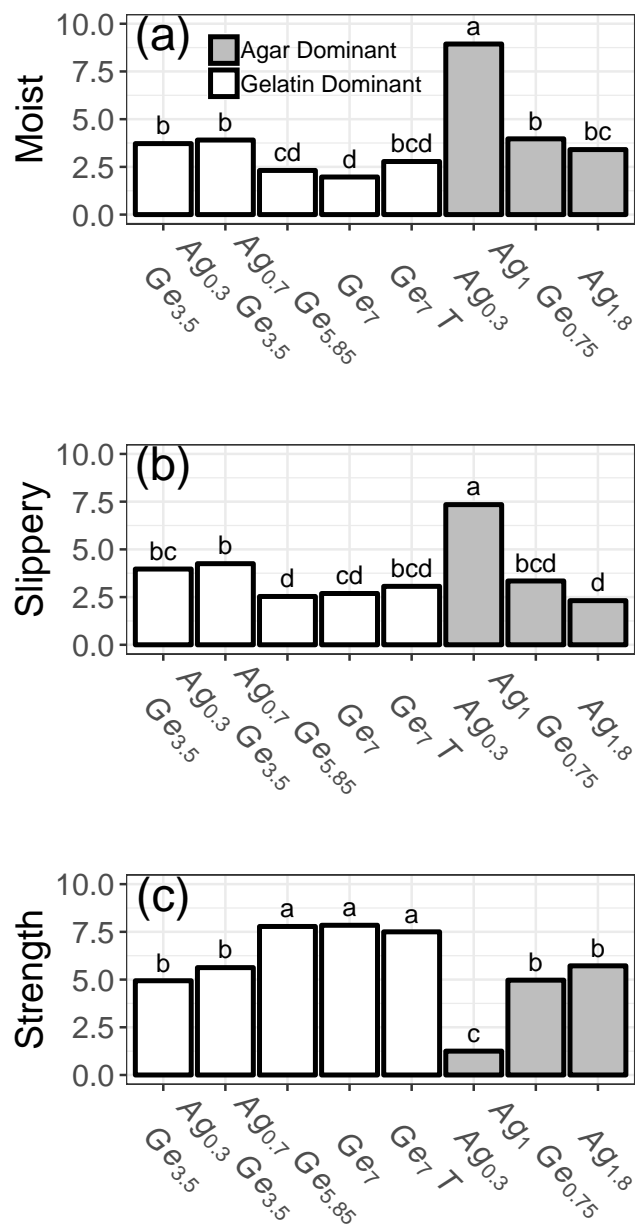 (a)
Agar Dominant
Gelatin Dominant
Moist
10.0
7.5
5.0
2.5
0.0
b b cd d bcd a b bc
Ge3.5 Ag0.3 Ge3.5 Ag0.7 Ge5.85 Ge7 Ge7 T Ag0.3 Ag1 Ge0.75 Ag1.8
(b)
Slippery
10.0
7.5
5.0
2.5
0.0
bc b d cd bcd a bcd d
Ge3.5 Ag0.3 Ge3.5 Ag0.7 Ge5.85 Ge7 Ge7 T Ag0.3 Ag1 Ge0.75 Ag1.8
(c)
Strength
10.0
7.5
5.0
2.5
0.0
b b a a a c b b
Ge3.5 Ag0.3 Ge3.5 Ag0.7 Ge5.85 Ge7 Ge7 T Ag0.3 Ag1 Ge0.75 Ag1.8